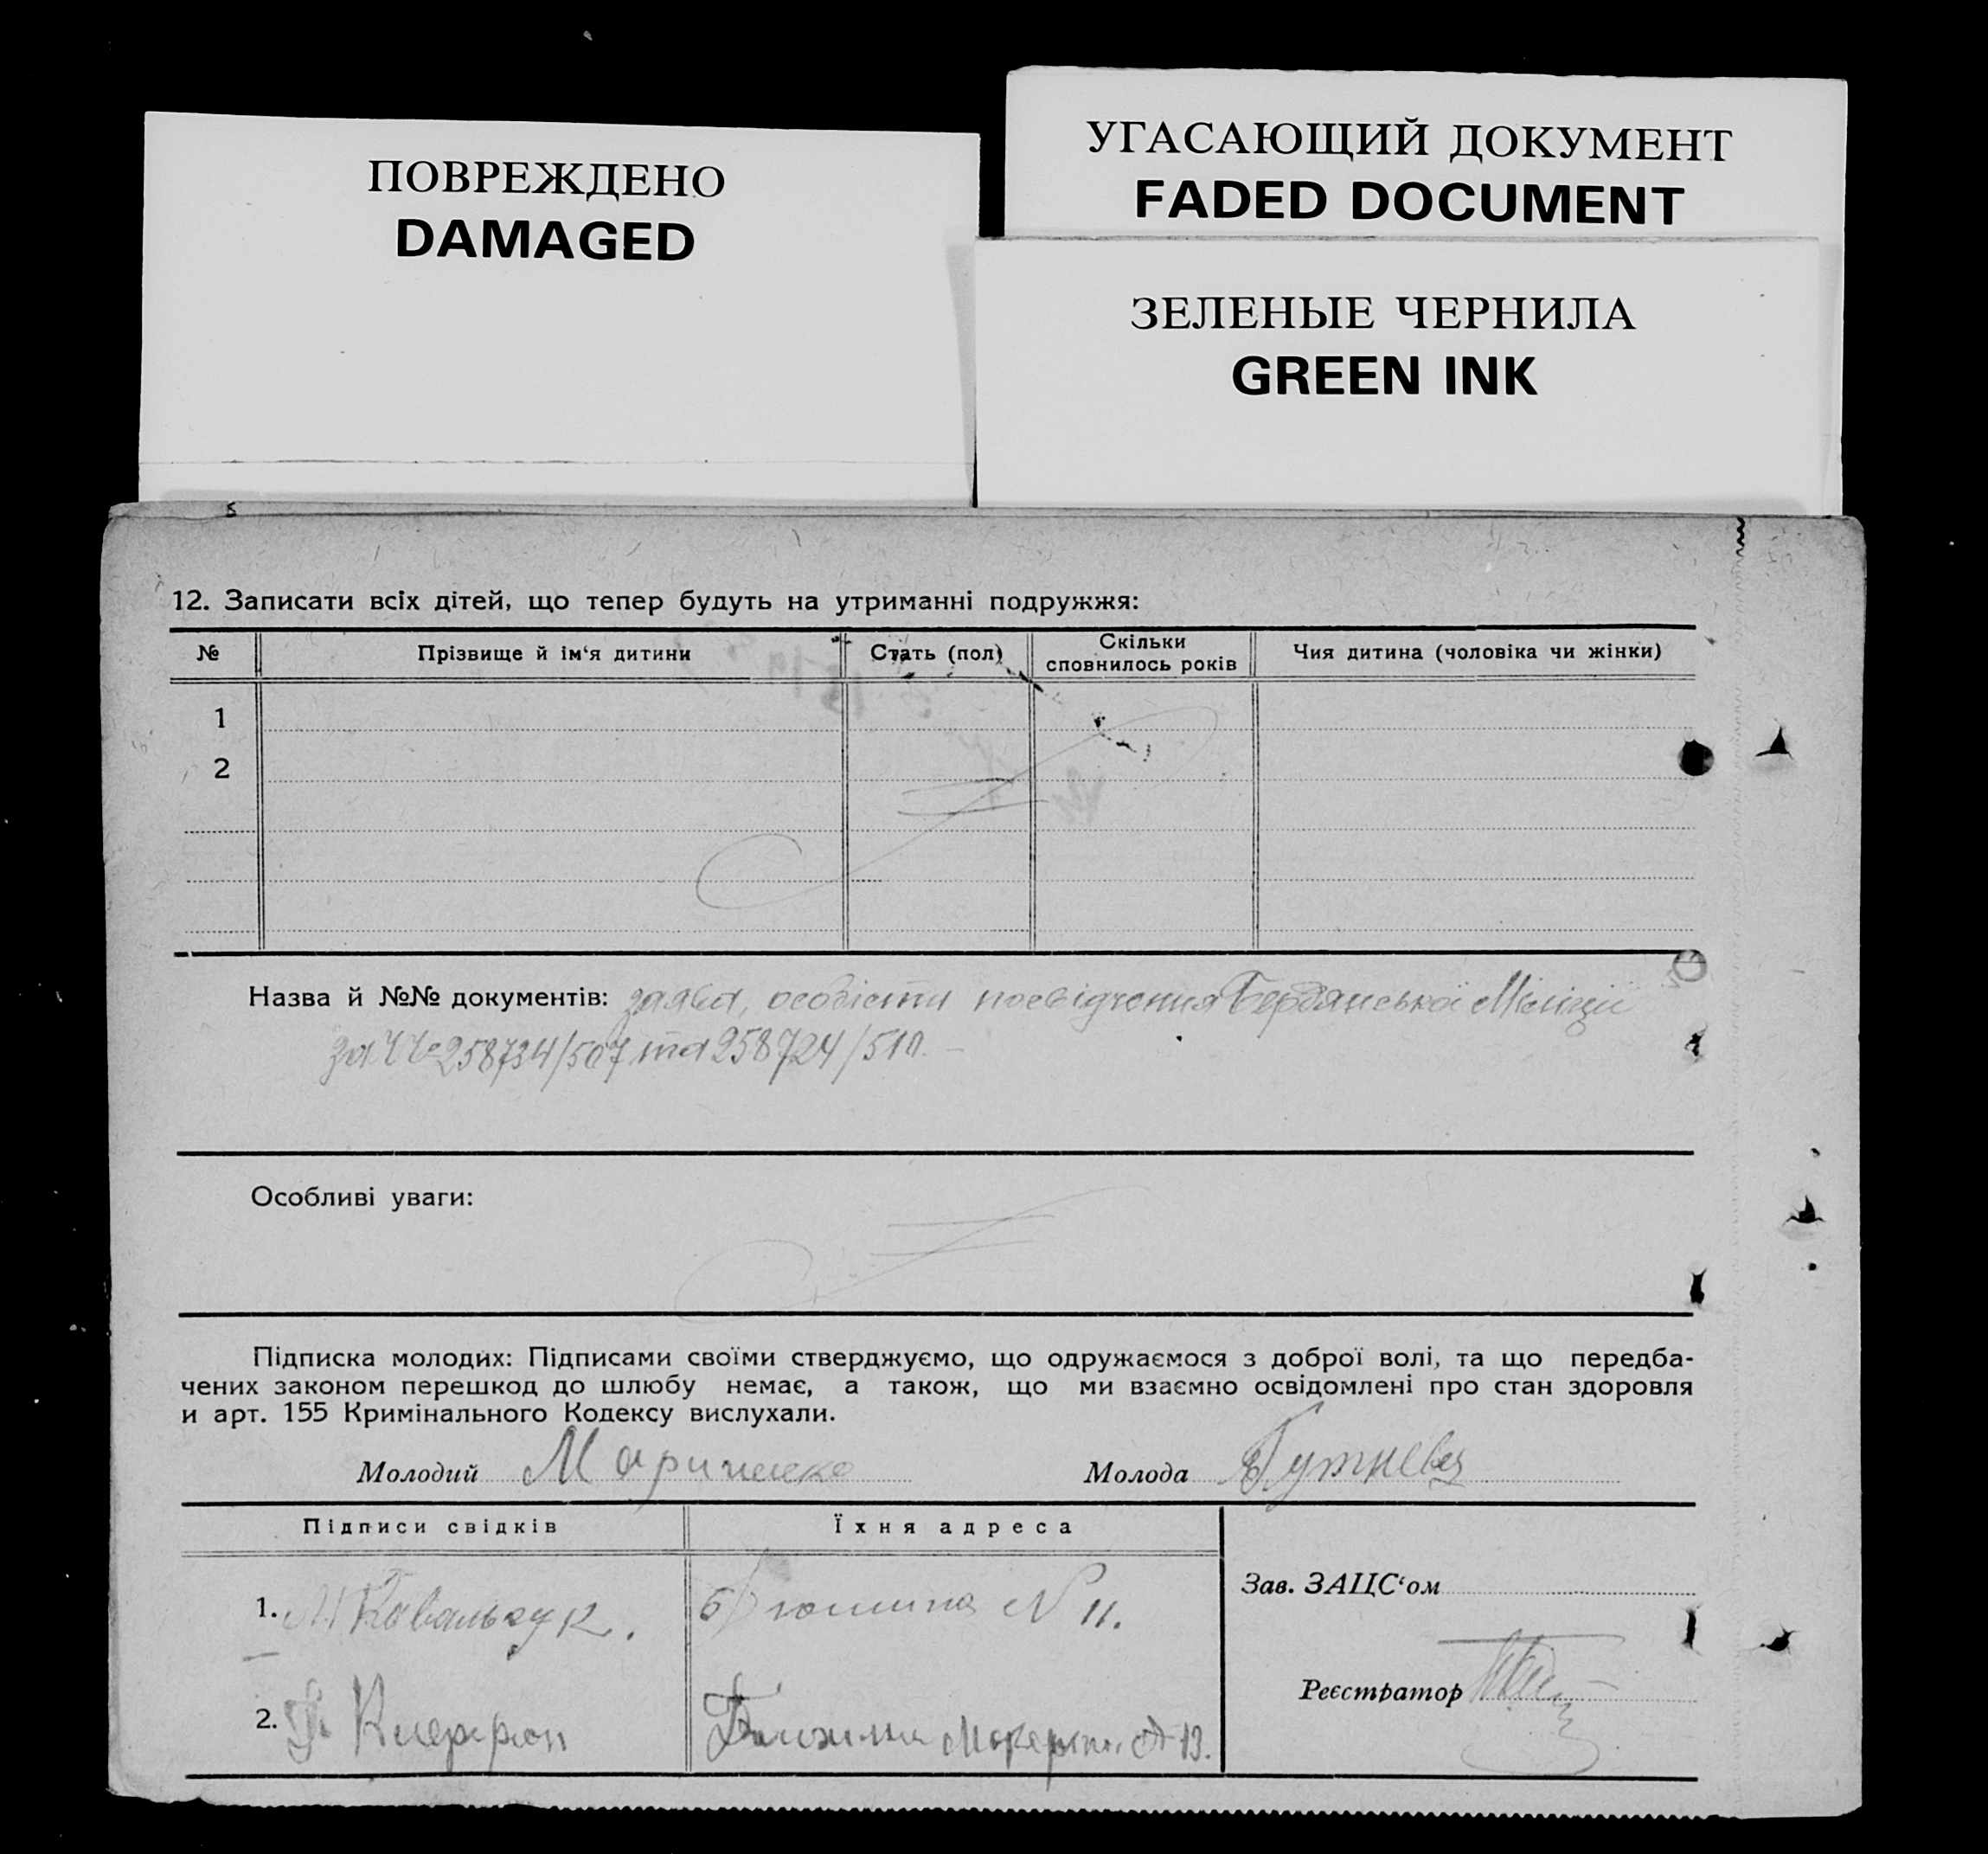 ПОВРЕЖДЕНО
DAMAGED
УГАСАЮЩИЙ ДОКУМЕНТ
FADED DOCUMENT
ЗЕЛЕНЫЕ ЧЕРНИЛА
GREEN INK
12. Записати всіх дітей, що тепер будуть на утриманні подружжя:
№ Прізвище й ім‘я дитини Стать (пол) Скільки сповнилось років Чия дитина (чоловіка чи жінки)
1
2
Назва й №№ документів: заява, особісти посвідчення Бердянської Міліції
за №№ 258734/507 та 258724/510.
Особливі уваги:
Підписка молодих: Підписами своїми стверджуємо, що одружаємося з доброї волі, та що передба-
чених законом перешкод до шлюбу немає, а також, що ми взаємно освідомлені про стан здоровля
и арт. 155 Кримінального Кодексу вислухали.
Молодий Молода
Підписи свідків Їхня адреса
Зав. ЗАЦС‘ом
1. Ковальчук. N 11.
Реєстратор
2. 13.